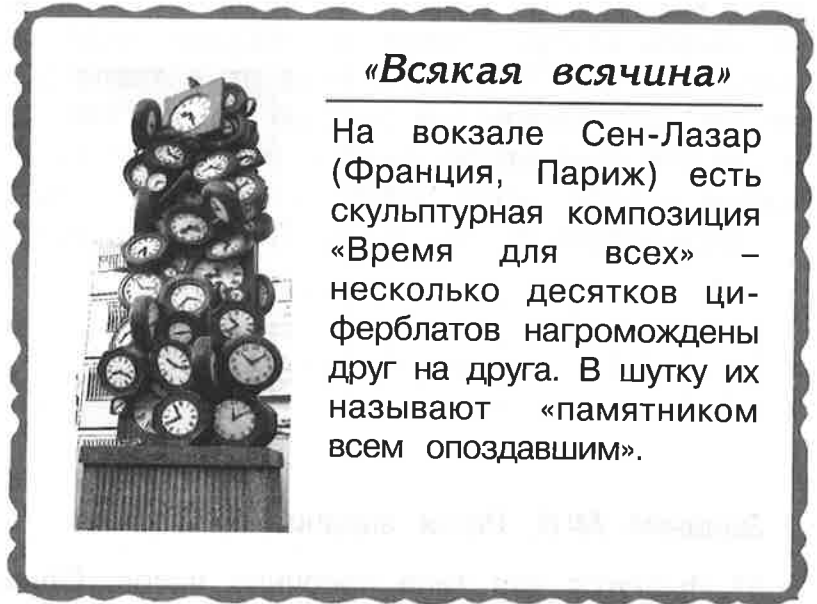 «Всякая всячина»
На вокзале Сен-Лазар
(Франция, Париж) есть
скульптурная композиция
«Время для всех» –
несколько десятков ци-
ферблатов нагромождены
друг на друга. В шутку их
называют «памятником
всем опоздавшим».